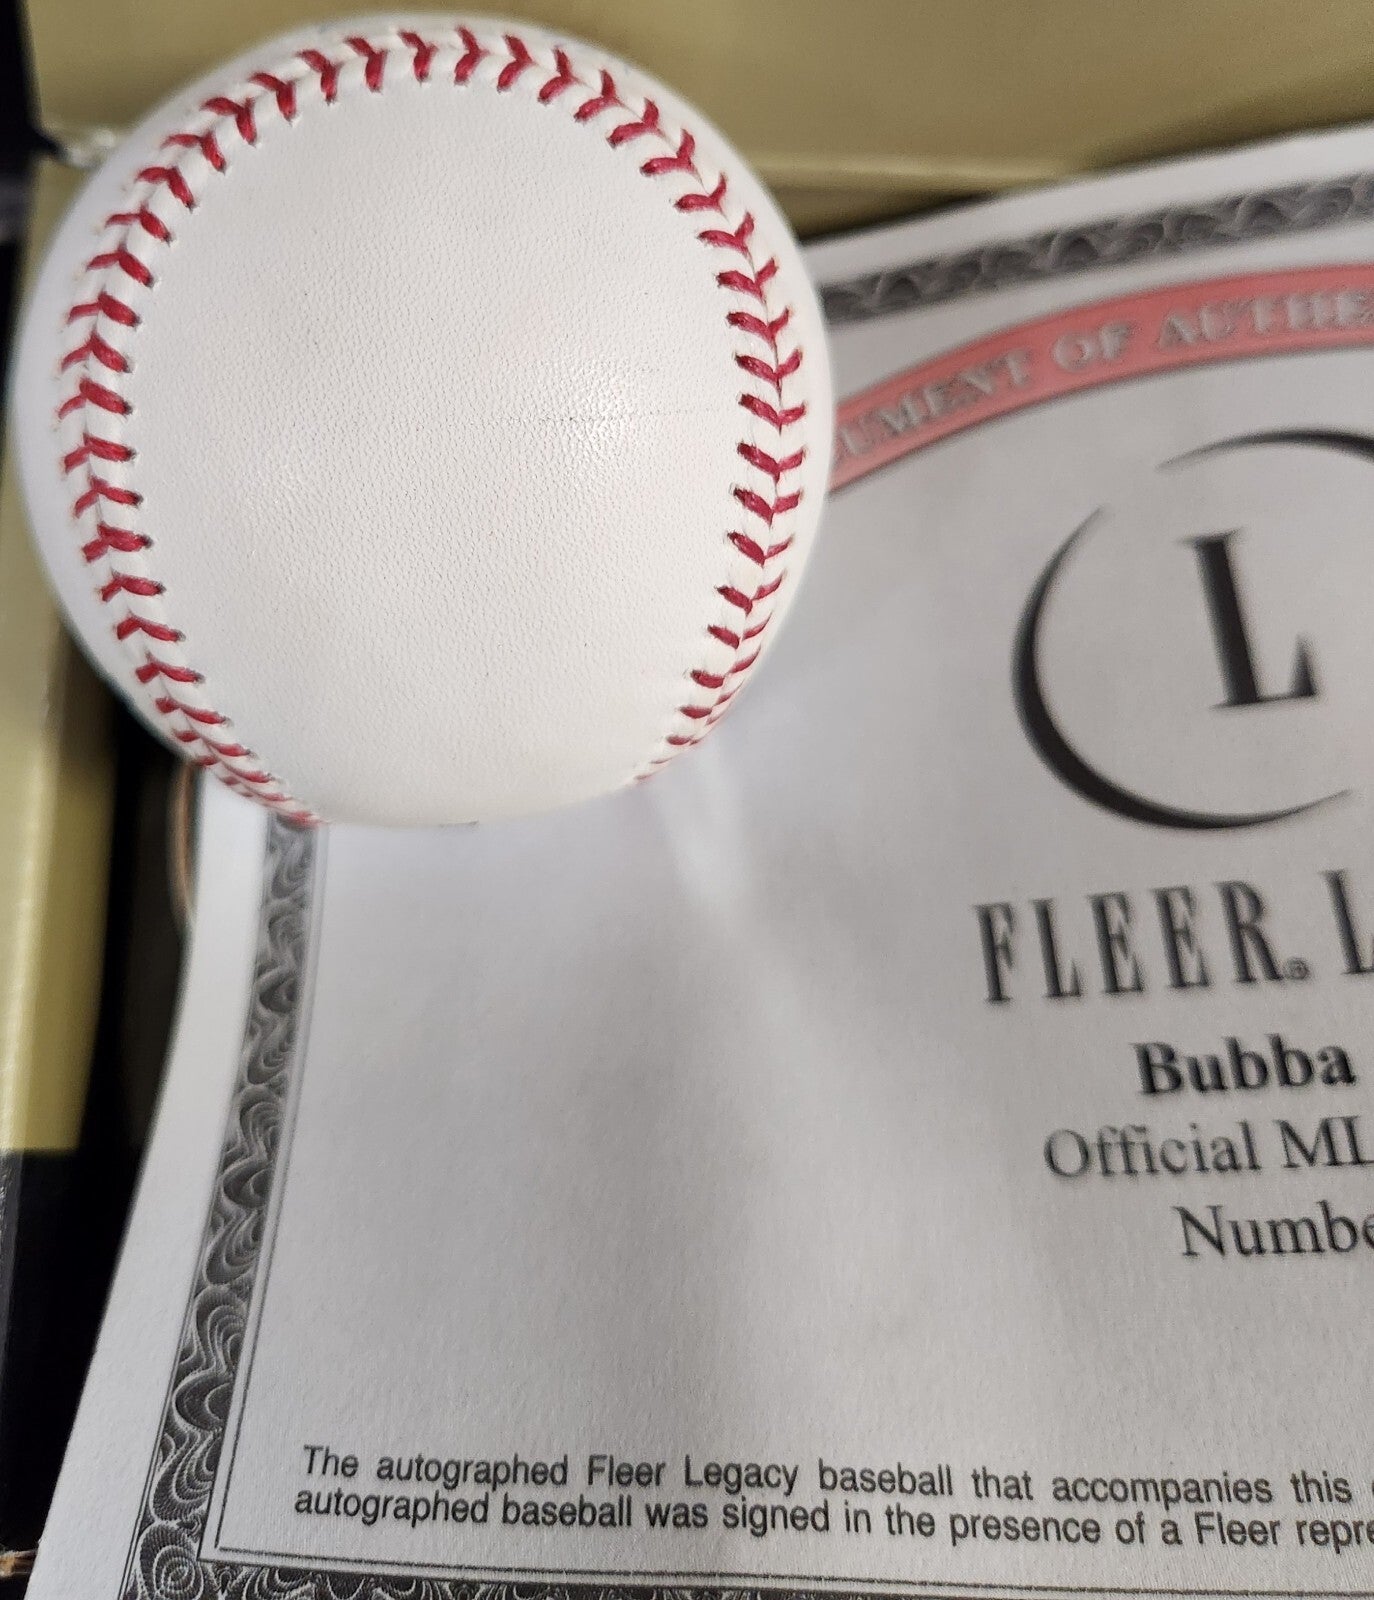 UMENT OF AUTHE
L
FLEER® L
Bubba
Official ML
Numbe
The autographed Fleer Legacy baseball that accompanies this
autographed baseball was signed in the presence of a Fleer repre